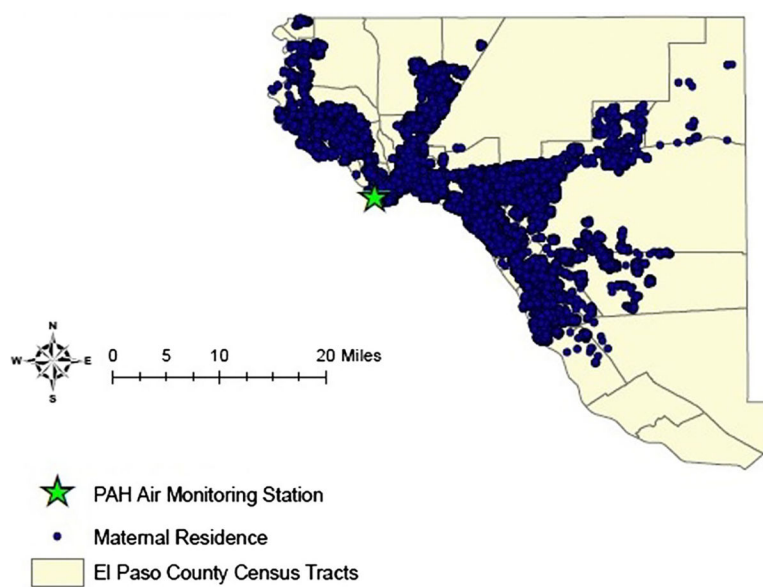 N
W E
S
0 5 10 20 Miles
PAH Air Monitoring Station
Maternal Residence
El Paso County Census Tracts